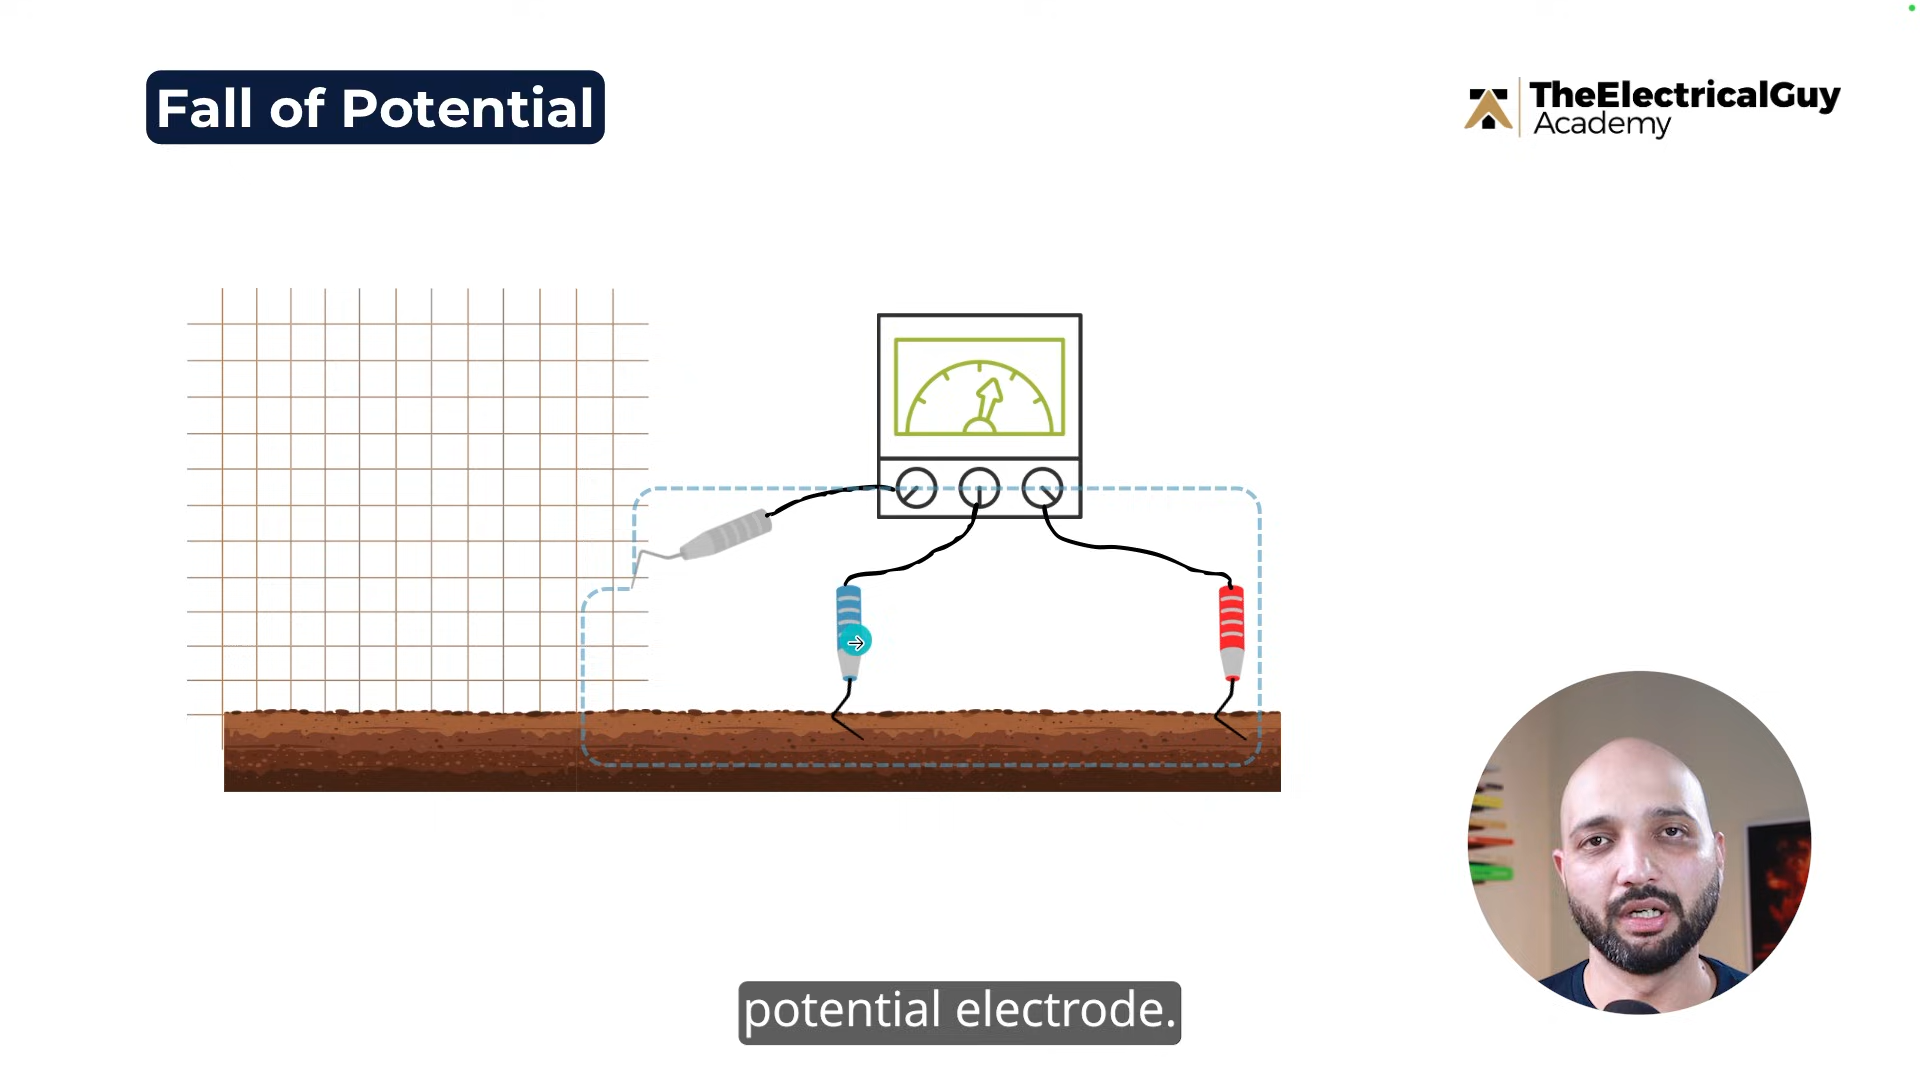 Fall of Potential
TheElectricalGuy
Academy
potential electrode.